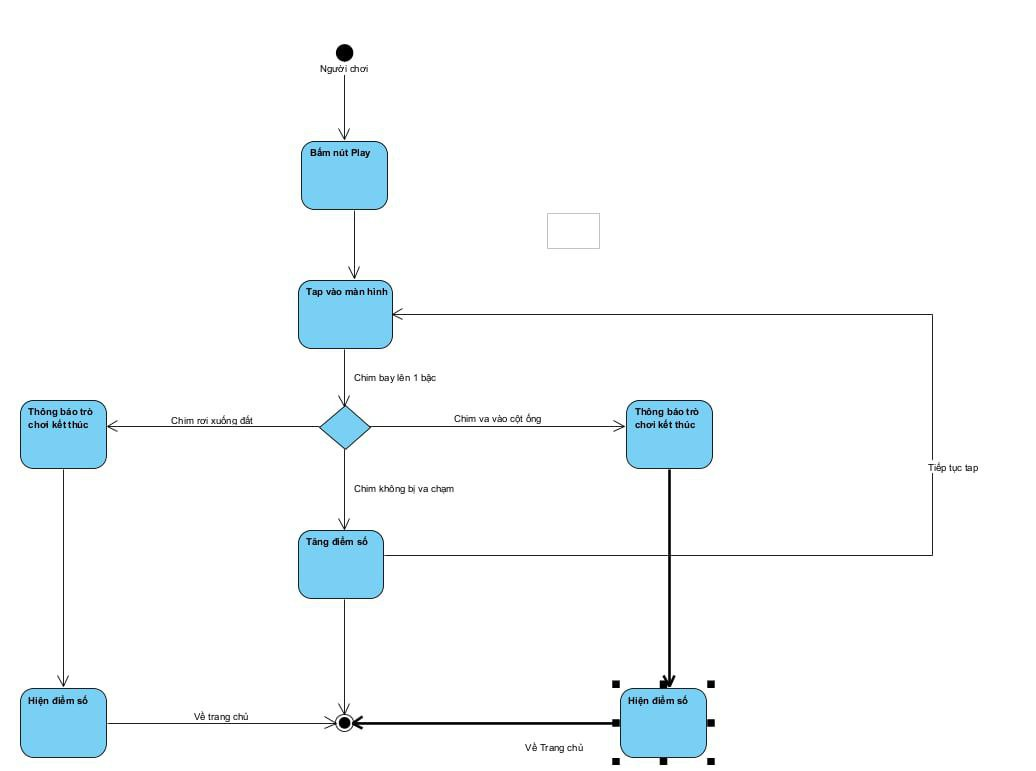 Người chơi
Bấm nút Play
Tap vào màn hình
Chim bay lên 1 bậc
Thông báo trò
chơi kết thúc
Chim rơi xuống đất
Chim va vào cột ống
Thông báo trò
chơi kết thúc
Tiếp tục tap
Chim không bị va chạm
Tăng điểm số
Hiện điểm số
Về trang chủ
Hiện điểm số
Về Trang chủ